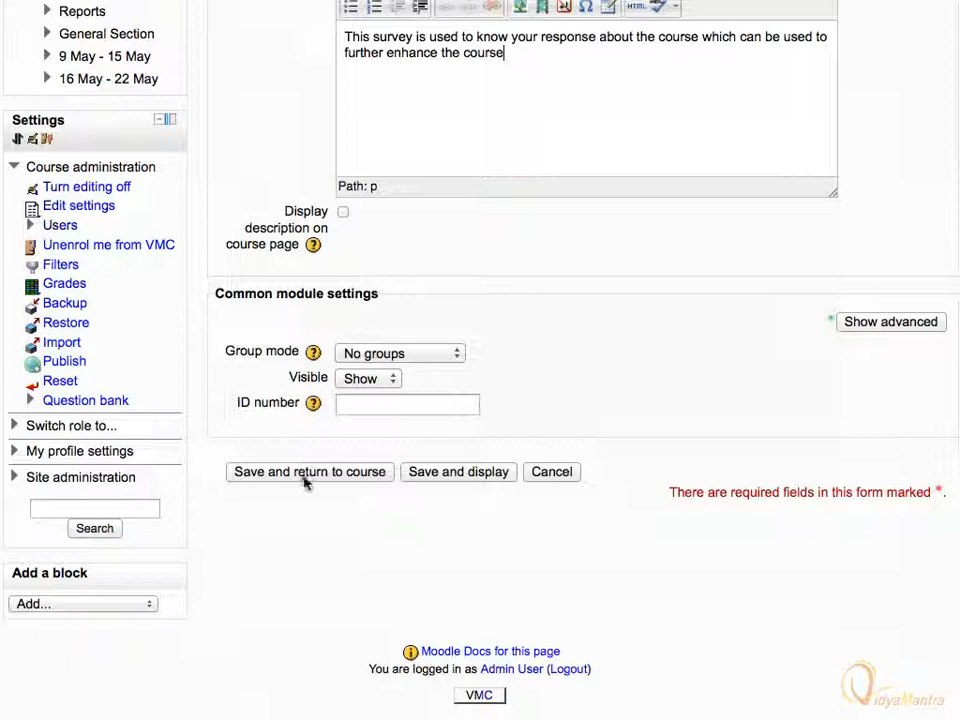 Reports
General Section
9 May - 15 May
16 May - 22 May
Settings
Course administration
Turn editing off
Edit settings
Users
Unenrol me from VMC
Filters
Grades
Backup
Restore
Import
Publish
Reset
Question bank
Switch role to...
My profile settings
Site administration
Search
Add a block
Add...
HTML
This survey is used to know your response about the course which can be used to
further enhance the course
Path: p
Display
description on
course page
Common module settings
* Show advanced
Group mode No groups
Visible Show
ID number
Save and return to course Save and display Cancel
There are required fields in this form marked *.
Moodle Docs for this page
You are logged in as Admin User (Logout)
VMC
VidyaMantra